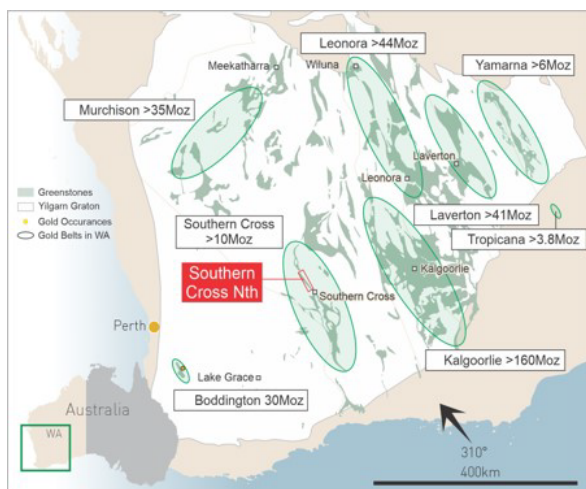 Leonora >44Moz
Wiluna
Yamarna >6Moz
Meekatharra
Murchison >35Moz
Laverton
Greenstones
Yilgarn Graton
Gold Occurances
Gold Belts in WA
Leonora
Laverton >41Moz
Southern Cross
>10Moz
Tropicana >3.8Moz
Southern
Cross Nth
Kalgoorlie
Southern Cross
Perth
Kalgoorlie >160Moz
Lake Grace
Boddington 30Moz
Australia
WA
310°
400km